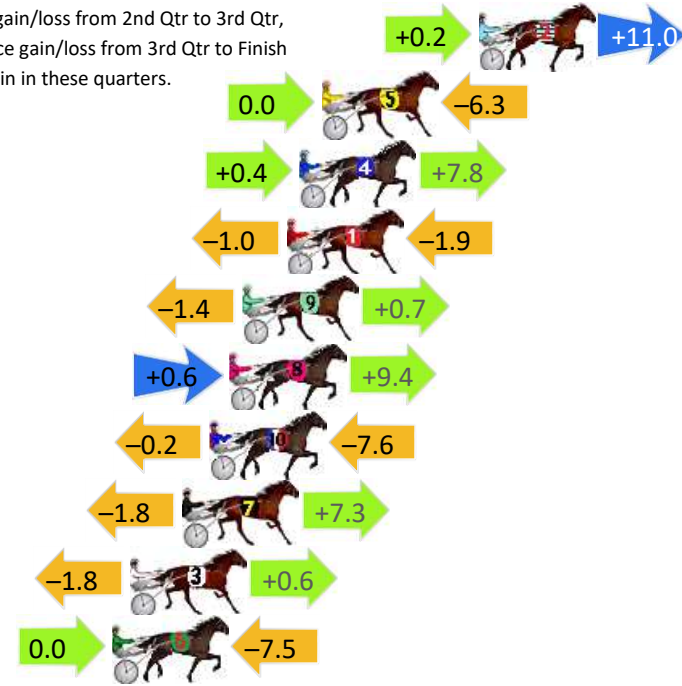 gain/loss from 2nd Qtr to 3rd Qtr,
ce gain/loss from 3rd Qtr to Finish
in in these quarters.
+0.2 2 +11.0
0.0 5 –6.3
+0.4 4 +7.8
–1.0 1 –1.9
–1.4 9 +0.7
+0.6 8 +9.4
–0.2 10 –7.6
–1.8 7 +7.3
–1.8 3 +0.6
0.0 6 –7.5